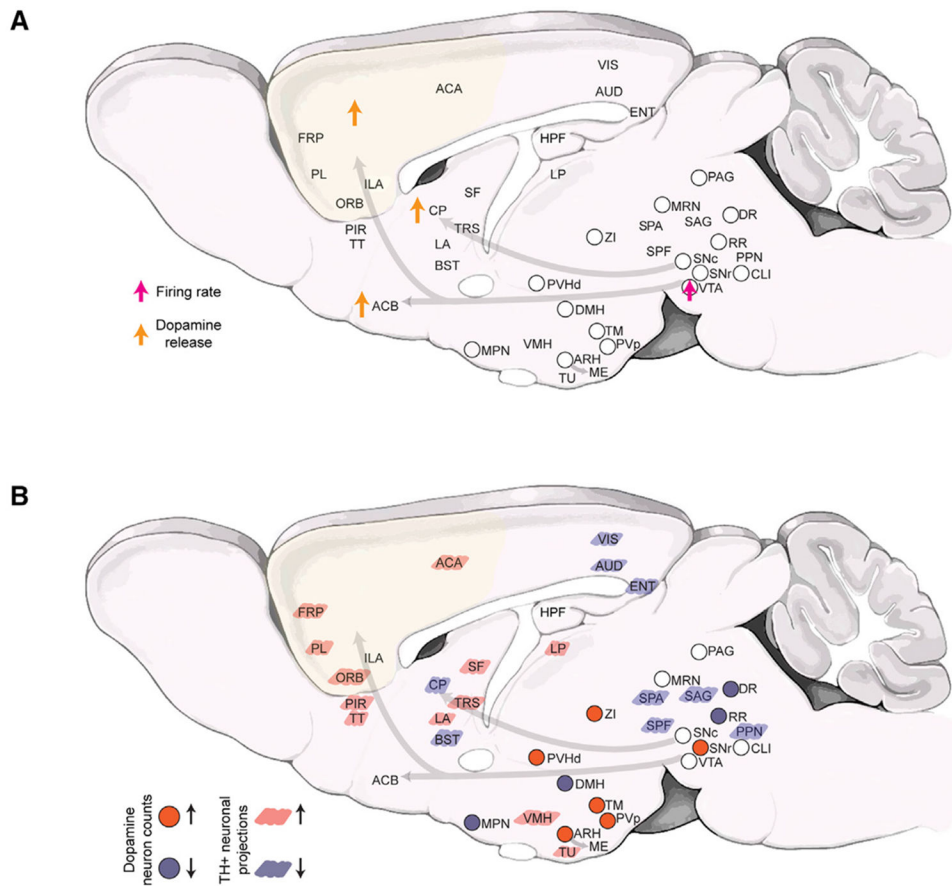 A
VIS
ACA
AUD
ENT
FRP
HPF
PL
ILA
LP
PAG
SF
ORB
CP
MRN
SPA
SAG
DR
PIR
TRS
TT
LA
ZI
RR
SPF
SNc
PPN
BST
SNr
CLI
PVHd
VTA
Firing rate
ACB
DMH
Dopamine
release
TM
VMH
PVp
MPN
ARH
ME
TU
B
VIS
ACA
AUD
ENT
FRP
HPF
PL
LP
ILA
PAG
SF
ORB
CP
MRN
SPA
SAG
DR
PIR
TRS
TT
LA
ZI
RR
SPF
SNc
PPN
BST
SNr
CLI
PVHd
VTA
ACB
DMH
TM
VMH
PVp
MPN
ARH
ME
TU
Dopamine
neuron counts
TH+ neuronal
projections